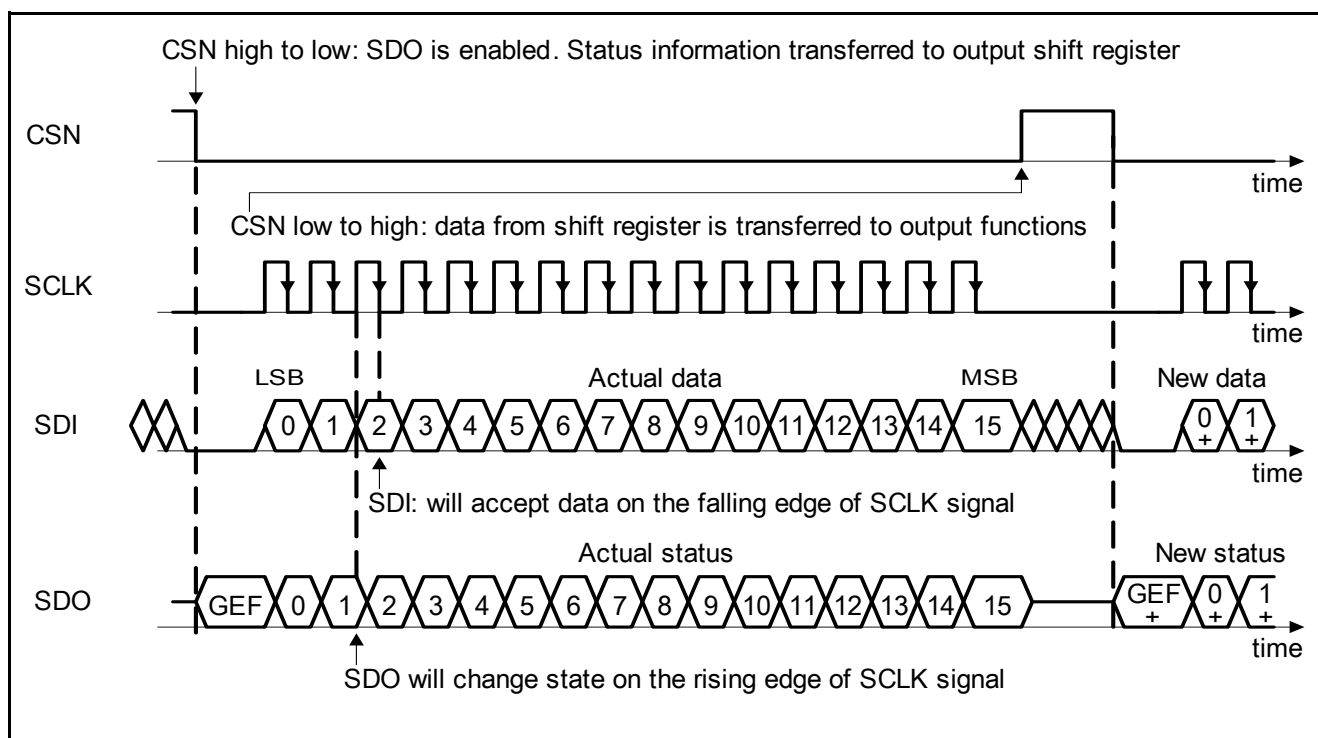 CSN high to low: SDO is enabled. Status information transferred to output shift register
CSN
time
CSN low to high: data from shift register is transferred to output functions
SCLK
time
LSB
Actual data
MSB
New data
SDI
0 1 2 3 4 5 6 7 8 9 10 11 12 13 14 15
0+ 1+
time
SDI: will accept data on the falling edge of SCLK signal
Actual status
New status
SDO
GEF 0 1 2 3 4 5 6 7 8 9 10 11 12 13 14 15
GEF+ 0+ 1+
time
SDO will change state on the rising edge of SCLK signal